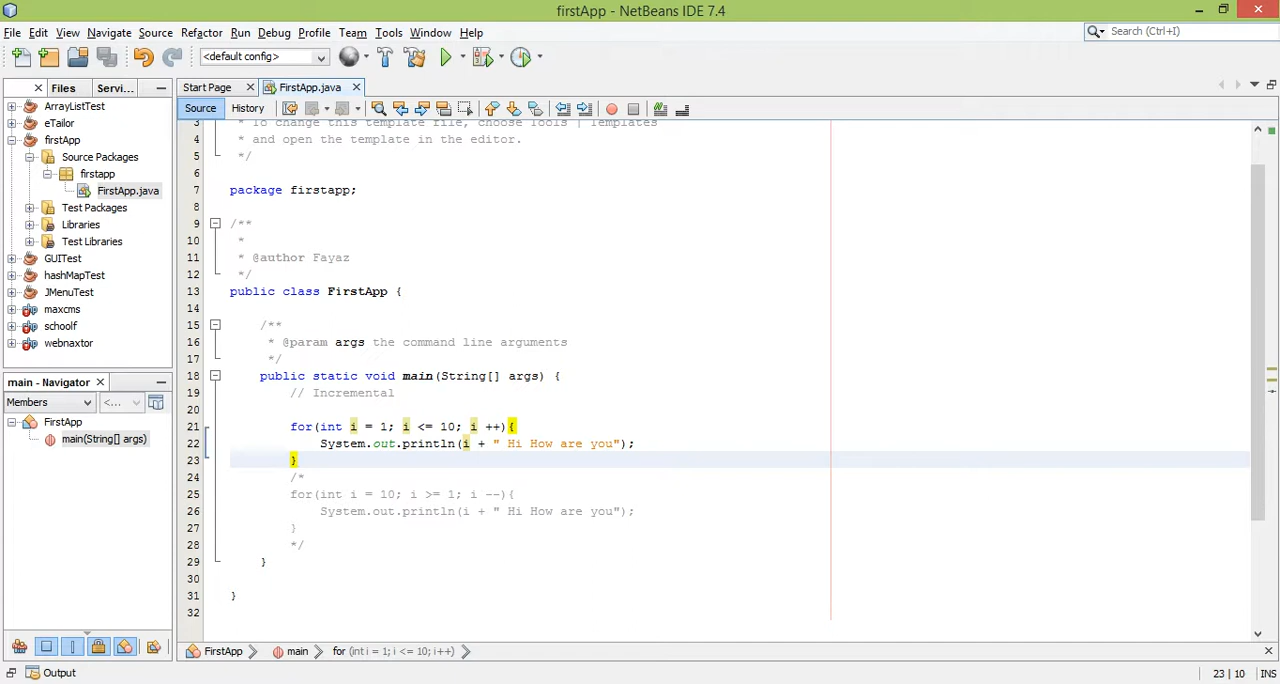 firstApp - NetBeans IDE 7.4
File Edit View Navigate Source Refactor Run Debug Profile Team Tools Window Help
Search (Ctrl+I)
<default config>
Files Servi...
Start Page FirstApp.java
Source History
ArrayListTest
eTailor
firstApp
Source Packages
firstapp
FirstApp.java
Test Packages
Libraries
Test Libraries
GUITest
hashMapTest
JMenuTest
maxcms
schoolf
webnaxtor
main - Navigator
Members <...
FirstApp
main(String[] args)
3 * To change this template file, choose Tools | Templates
4 * and open the template in the editor.
5 */
6
7 package firstapp;
8
9 /**
10 *
11 * @author Fayaz
12 */
13 public class FirstApp {
14
15 /**
16 * @param args the command line arguments
17 */
18 public static void main(String[] args) {
19 // Incremental
20
21 for(int i = 1; i <= 10; i ++){
22 System.out.println(i + " Hi How are you");
23 }
24 /*
25 for(int i = 10; i >= 1; i --){
26 System.out.println(i + " Hi How are you");
27 }
28 */
29 }
30
31 }
32
FirstApp main for (int i = 1; i <= 10; i++)
Output
23 | 10 INS